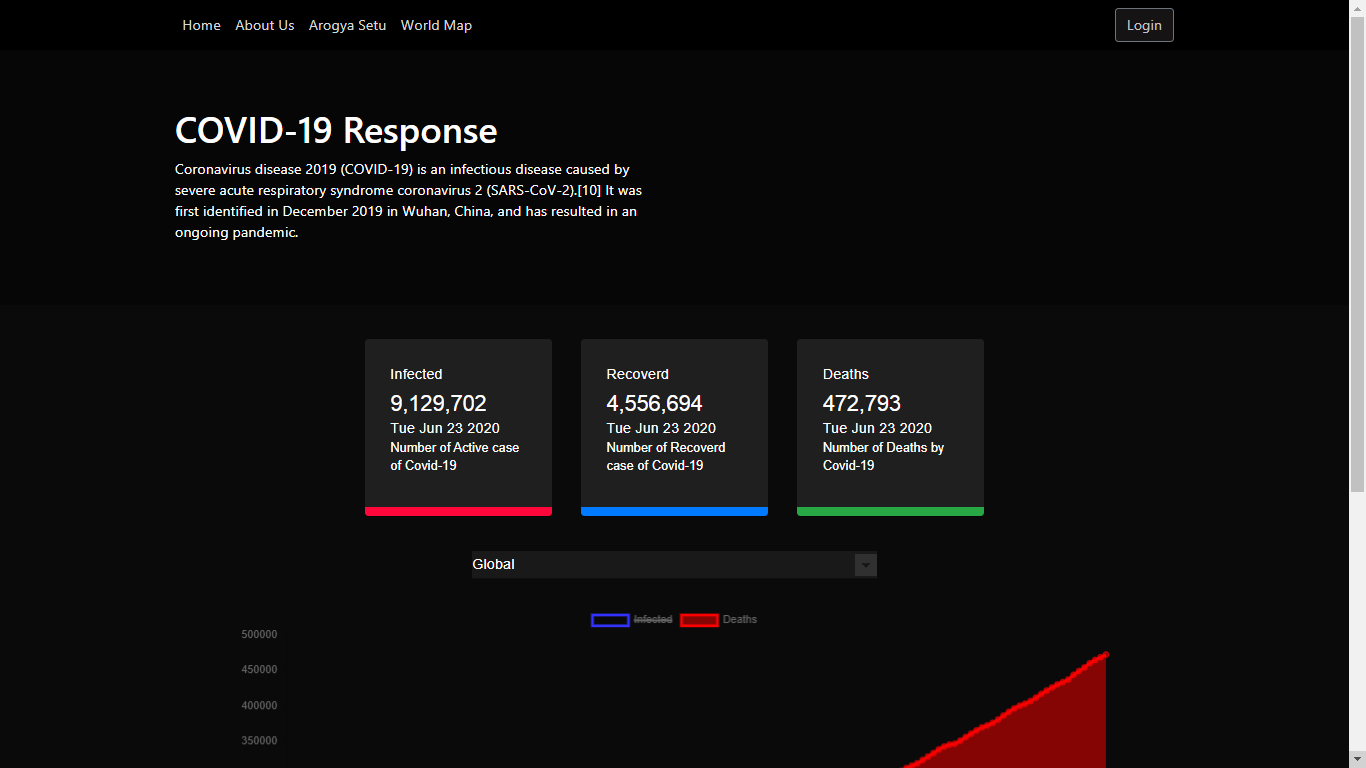 Home About Us Arogya Setu World Map Login
COVID-19 Response
Coronavirus disease 2019 (COVID-19) is an infectious disease caused by
severe acute respiratory syndrome coronavirus 2 (SARS-CoV-2).[10] It was
first identified in December 2019 in Wuhan, China, and has resulted in an
ongoing pandemic.
Infected
9,129,702
Tue Jun 23 2020
Number of Active case
of Covid-19
Recoverd
4,556,694
Tue Jun 23 2020
Number of Recoverd
case of Covid-19
Deaths
472,793
Tue Jun 23 2020
Number of Deaths by
Covid-19
Global
Infected Deaths
500000
450000
400000
350000